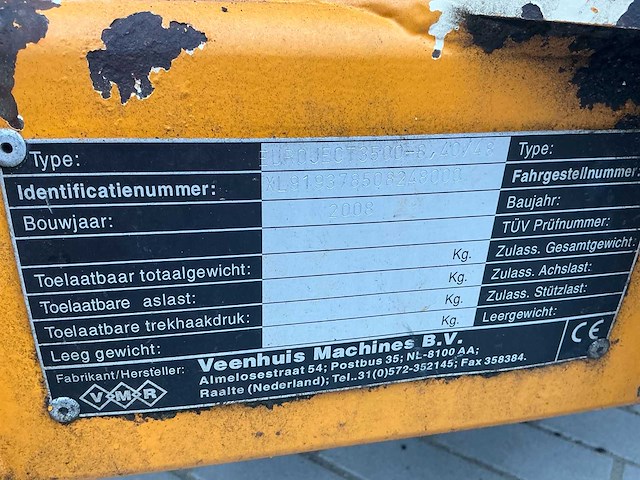 Type: Type:
Identificatienummer: Fahrgestellnummer:
Bouwjaar: 2008 Baujahr:
TÜV Prüfnummer:
Toelaatbaar totaalgewicht: Kg. Zulass. Gesamtgewicht:
Toelaatbare aslast: Kg. Zulass. Achslast:
Toelaatbare trekhaakdruk: Kg. Zulass. Stützlast:
Leeg gewicht: Kg. Leergewicht:
Fabrikant/Hersteller: Veenhuis Machines B.V.
Almelosestraat 54; Postbus 35; NL-8100 AA;
Raalte (Nederland); Tel..31(0)572-352145; Fax 358384.
VMR
CE